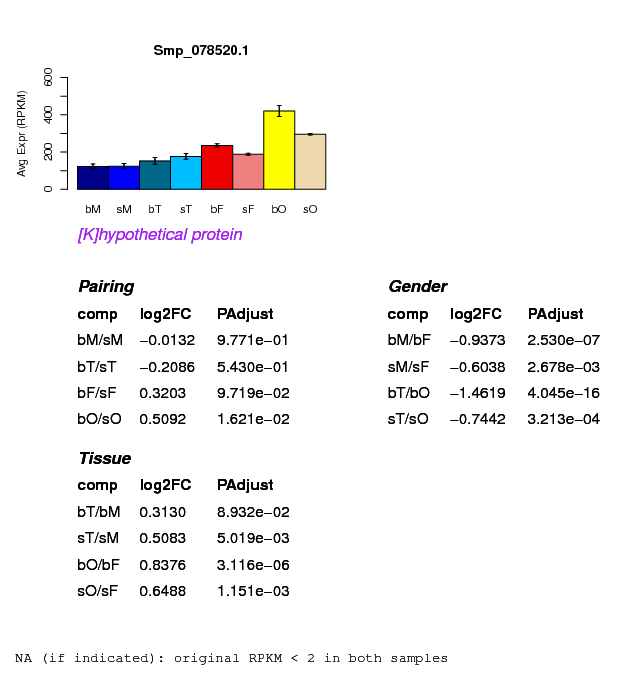 Smp_078520.1
Avg Expr (RPKM)
0 200 400 600
bM sM bT sT bF sF bO sO
[K]hypothetical protein
Pairing
comp log2FC PAdjust
bM/sM −0.0132 9.771e−01
bT/sT −0.2086 5.430e−01
bF/sF 0.3203 9.719e−02
bO/sO 0.5092 1.621e−02
Gender
comp log2FC PAdjust
bM/bF −0.9373 2.530e−07
sM/sF −0.6038 2.678e−03
bT/bO −1.4619 4.045e−16
sT/sO −0.7442 3.213e−04
Tissue
comp log2FC PAdjust
bT/bM 0.3130 8.932e−02
sT/sM 0.5083 5.019e−03
bO/bF 0.8376 3.116e−06
sO/sF 0.6488 1.151e−03
NA (if indicated): original RPKM < 2 in both samples